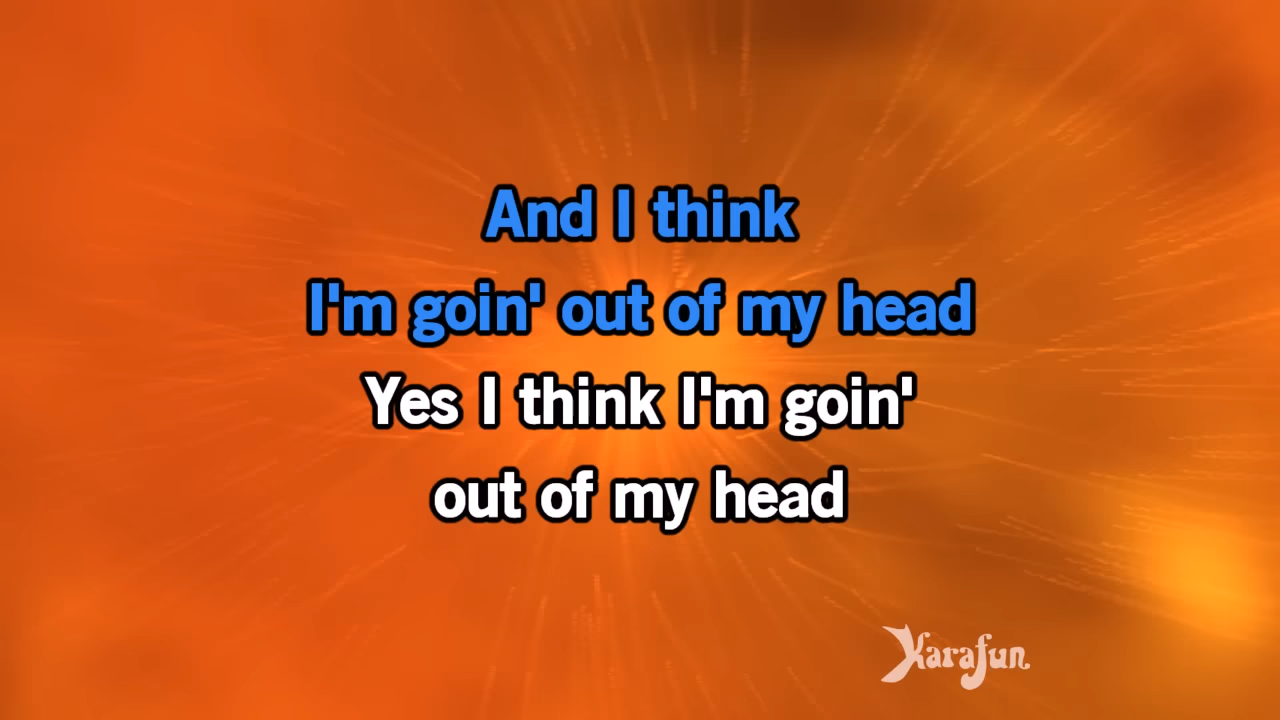 And I think
I'm goin' out of my head
Yes I think I'm goin'
out of my head
Karafun